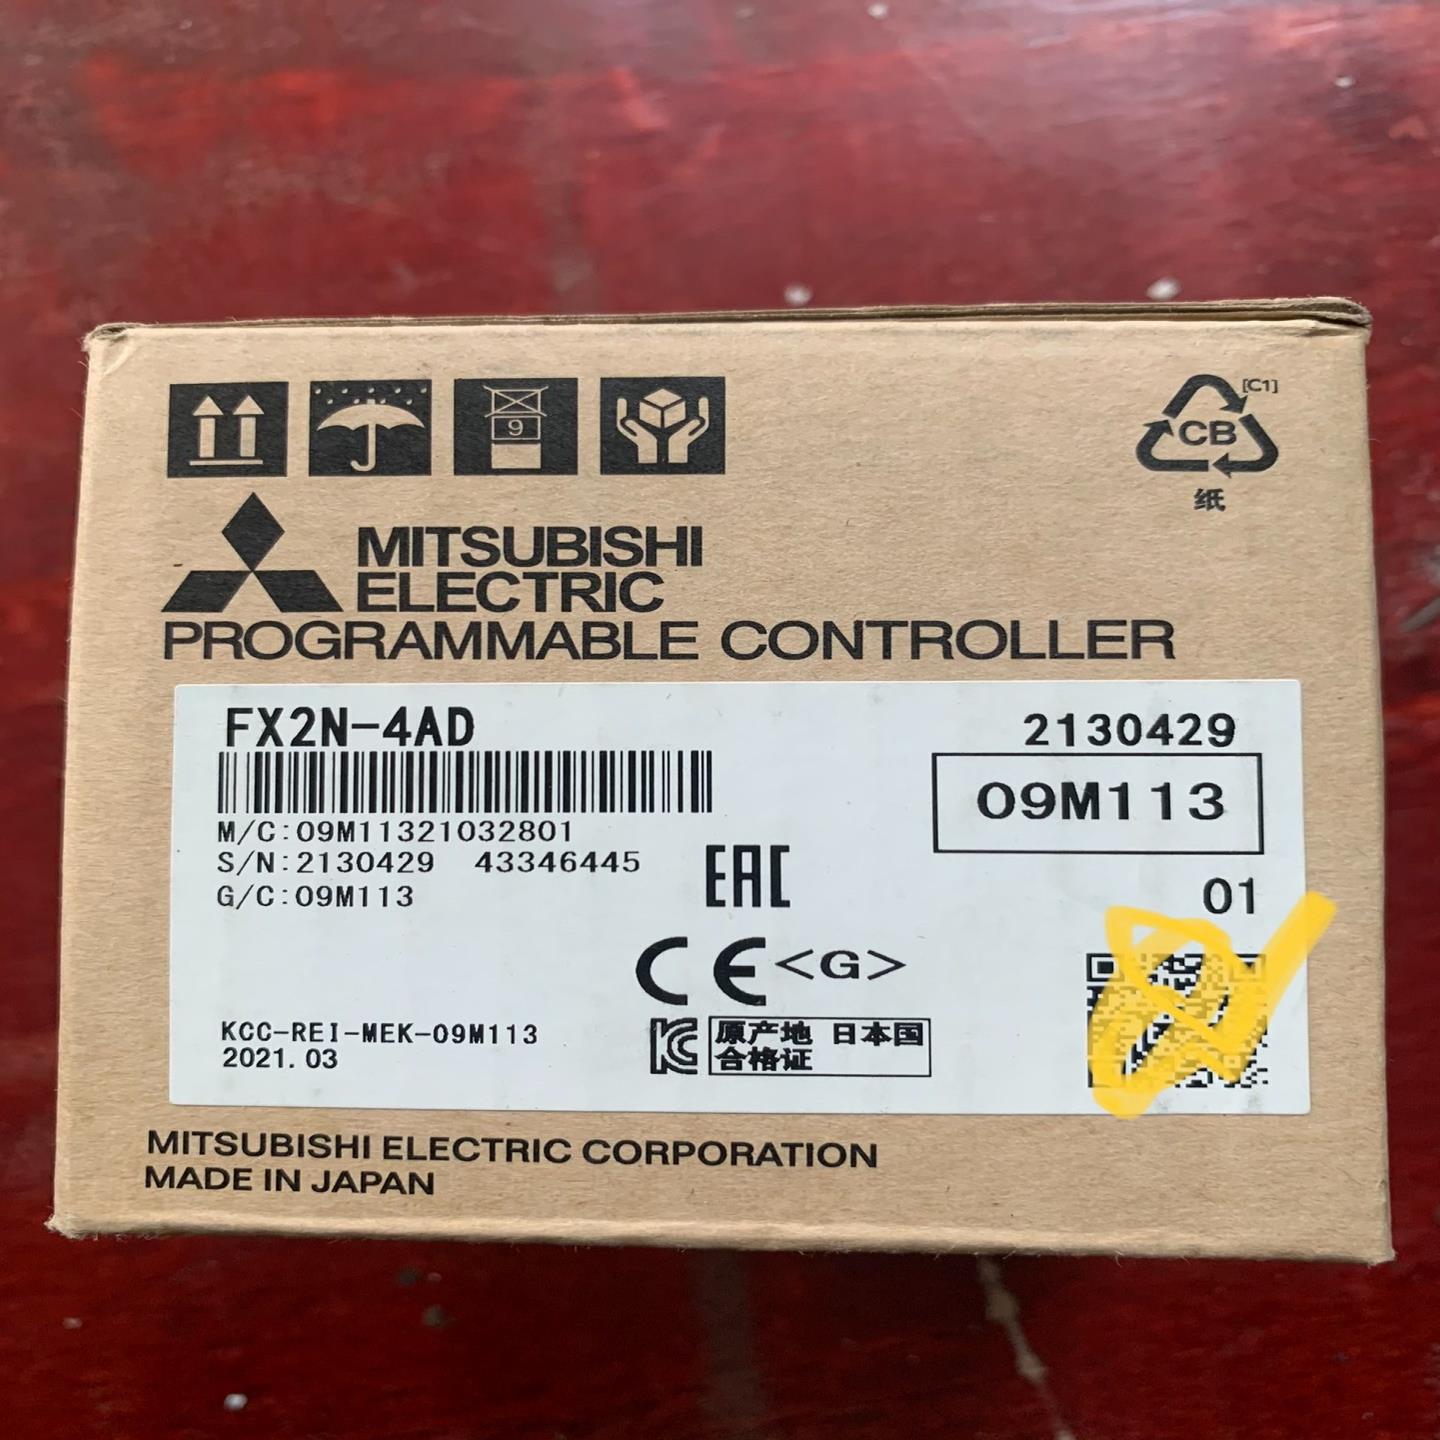 9
[C1]
CB
纸
MITSUBISHI
ELECTRIC
PROGRAMMABLE CONTROLLER
FX2N-4AD
2130429
09M113
M/C:09M11321032801
S/N:2130429 43346445
G/C:09M113
EAC
01
CE<G>
KCC-REI-MEK-09M113
2021.03
KC
原产地 日本国
合格证
MITSUBISHI ELECTRIC CORPORATION
MADE IN JAPAN